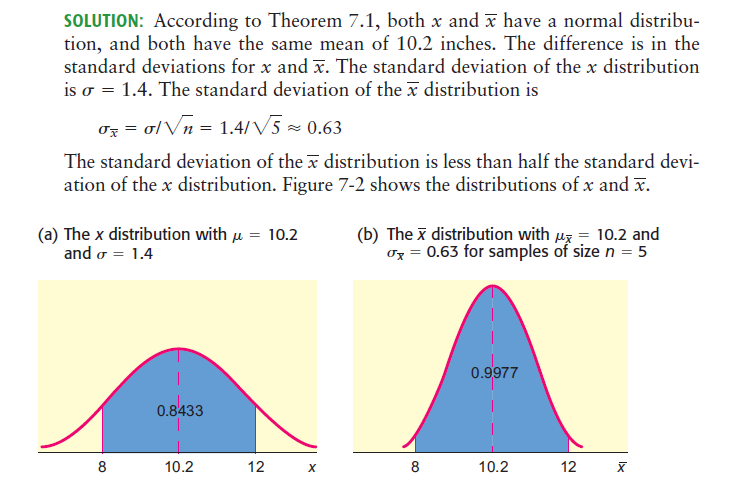 SOLUTION: According to Theorem 7.1, both x and x̅ have a normal distribu-
tion, and both have the same mean of 10.2 inches. The difference is in the
standard deviations for x and x̅. The standard deviation of the x distribution
is σ = 1.4. The standard deviation of the x̅ distribution is
σx̅ = σ/√n = 1.4/√5 ≈ 0.63
The standard deviation of the x̅ distribution is less than half the standard devi-
ation of the x distribution. Figure 7-2 shows the distributions of x and x̅.
(a) The x distribution with μ = 10.2
and σ = 1.4
(b) The x̅ distribution with μx̅ = 10.2 and
σx̅ = 0.63 for samples of size n = 5
0.8433
8 10.2 12 x
0.9977
8 10.2 12 x̅